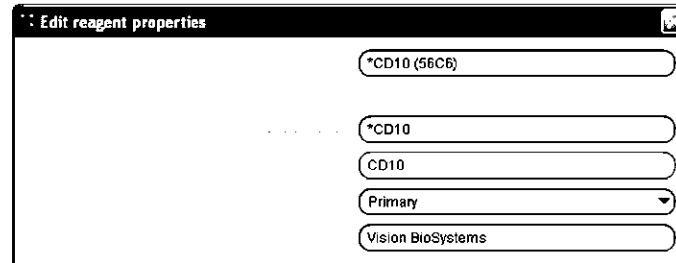 Edit reagent properties
*CD10 (56C6)
*CD10
CD10
Primary
Vision BioSystems